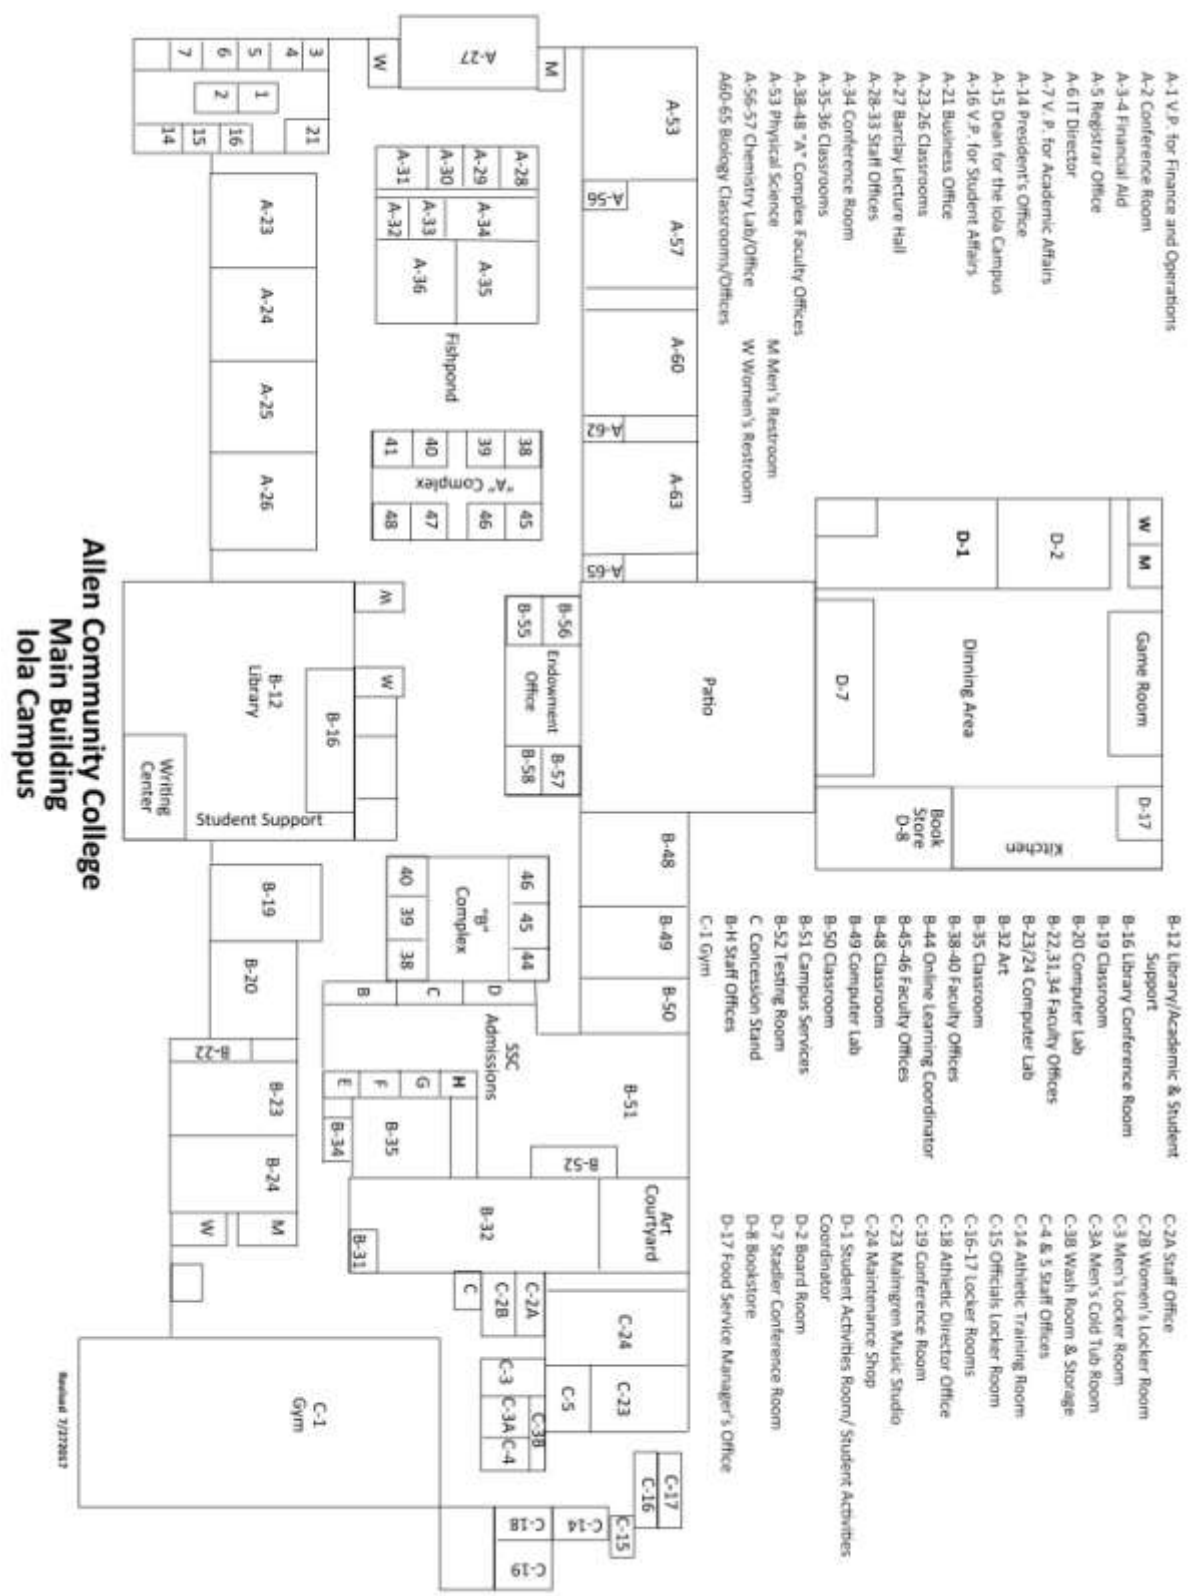 A-1 V.P. for Finance and Operations
A-2 Conference Room
A-3-4 Financial Aid
A-5 Registrar Office
A-6 IT Director
A-7 V. P. for Academic Affairs
A-14 President's Office
A-15 Dean for the Iola Campus
A-16 V.P. for Student Affairs
A-21 Business Office
A-23-26 Classrooms
A-27 Barclay Lecture Hall
A-28-33 Staff Offices
A-34 Conference Room
A-35-36 Classrooms
A-38-48 "A" Complex Faculty Offices
A-53 Physical Science
A-56-57 Chemistry Lab/Office
A60-65 Biology Classrooms/Offices
M Men's Restroom
W Women's Restroom
B-12 Library/Academic & Student
Support
B-16 Library Conference Room
B-19 Classroom
B-20 Computer Lab
B-22,31,34 Faculty Offices
B-23/24 Computer Lab
B-32 Art
B-35 Classroom
B-38-40 Faculty Offices
B-44 Online Learning Coordinator
B-45-46 Faculty Offices
B-48 Classroom
B-49 Computer Lab
B-50 Classroom
B-51 Campus Services
B-52 Testing Room
C Concession Stand
B-H Staff Offices
C-1 Gym
C-2A Staff Office
C-2B Women's Locker Room
C-3 Men's Locker Room
C-3A Men's Cold Tub Room
C-3B Wash Room & Storage
C-4 & 5 Staff Offices
C-14 Athletic Training Room
C-15 Officials Locker Room
C-16-17 Locker Rooms
C-18 Athletic Director Office
C-19 Conference Room
C-23 Malmgren Music Studio
C-24 Maintenance Shop
D-1 Student Activities Room/ Student Activities
Coordinator
D-2 Board Room
D-7 Stadler Conference Room
D-8 Bookstore
D-17 Food Service Manager's Office
W
M
Game Room
D-17
D-2
D-1
Dinning Area
Kitchen
Book
Store
D-8
D-7
Patio
A-53
A-56
A-57
A-60
A-62
A-63
A-65
B-48
B-49
B-50
B-51
B-52
Art
Courtyard
C-24
C-23
C-5
C-17
C-16
C-15
C-14
C-18
C-19
M
A-27
W
A-28
A-29
A-30
A-31
A-34
A-33
A-32
A-35
A-36
Fishpond
38
39
40
41
"A" Complex
45
46
47
48
B-56
B-55
Endowment
Office
B-57
B-58
46
45
44
"B"
Complex
40
39
38
D
C
B
SSC
Admissions
H
G
F
E
B-35
B-34
B-32
B-31
C
C-2A
C-2B
C-3
C-3A
C-3B
C-4
3
4
5
6
7
1
2
21
16
15
14
A-23
A-24
A-25
A-26
M
W
B-12
Library
B-16
Writing
Center
Student Support
B-19
B-20
B-22
B-23
B-24
M
W
C-1
Gym
Allen Community College
Main Building
Iola Campus
Revised 7/272017